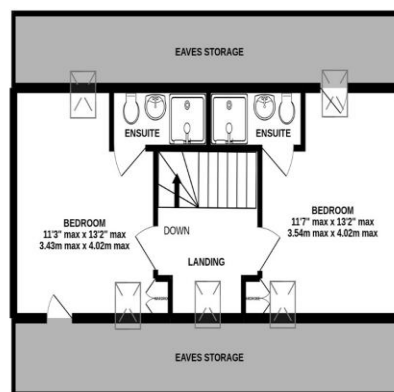 EAVES STORAGE
ENSUITE
ENSUITE
BEDROOM
11'3" max x 13'2" max
3.43m max x 4.02m max
BEDROOM
11'7" max x 13'2" max
3.54m max x 4.02m max
DOWN
LANDING
EAVES STORAGE